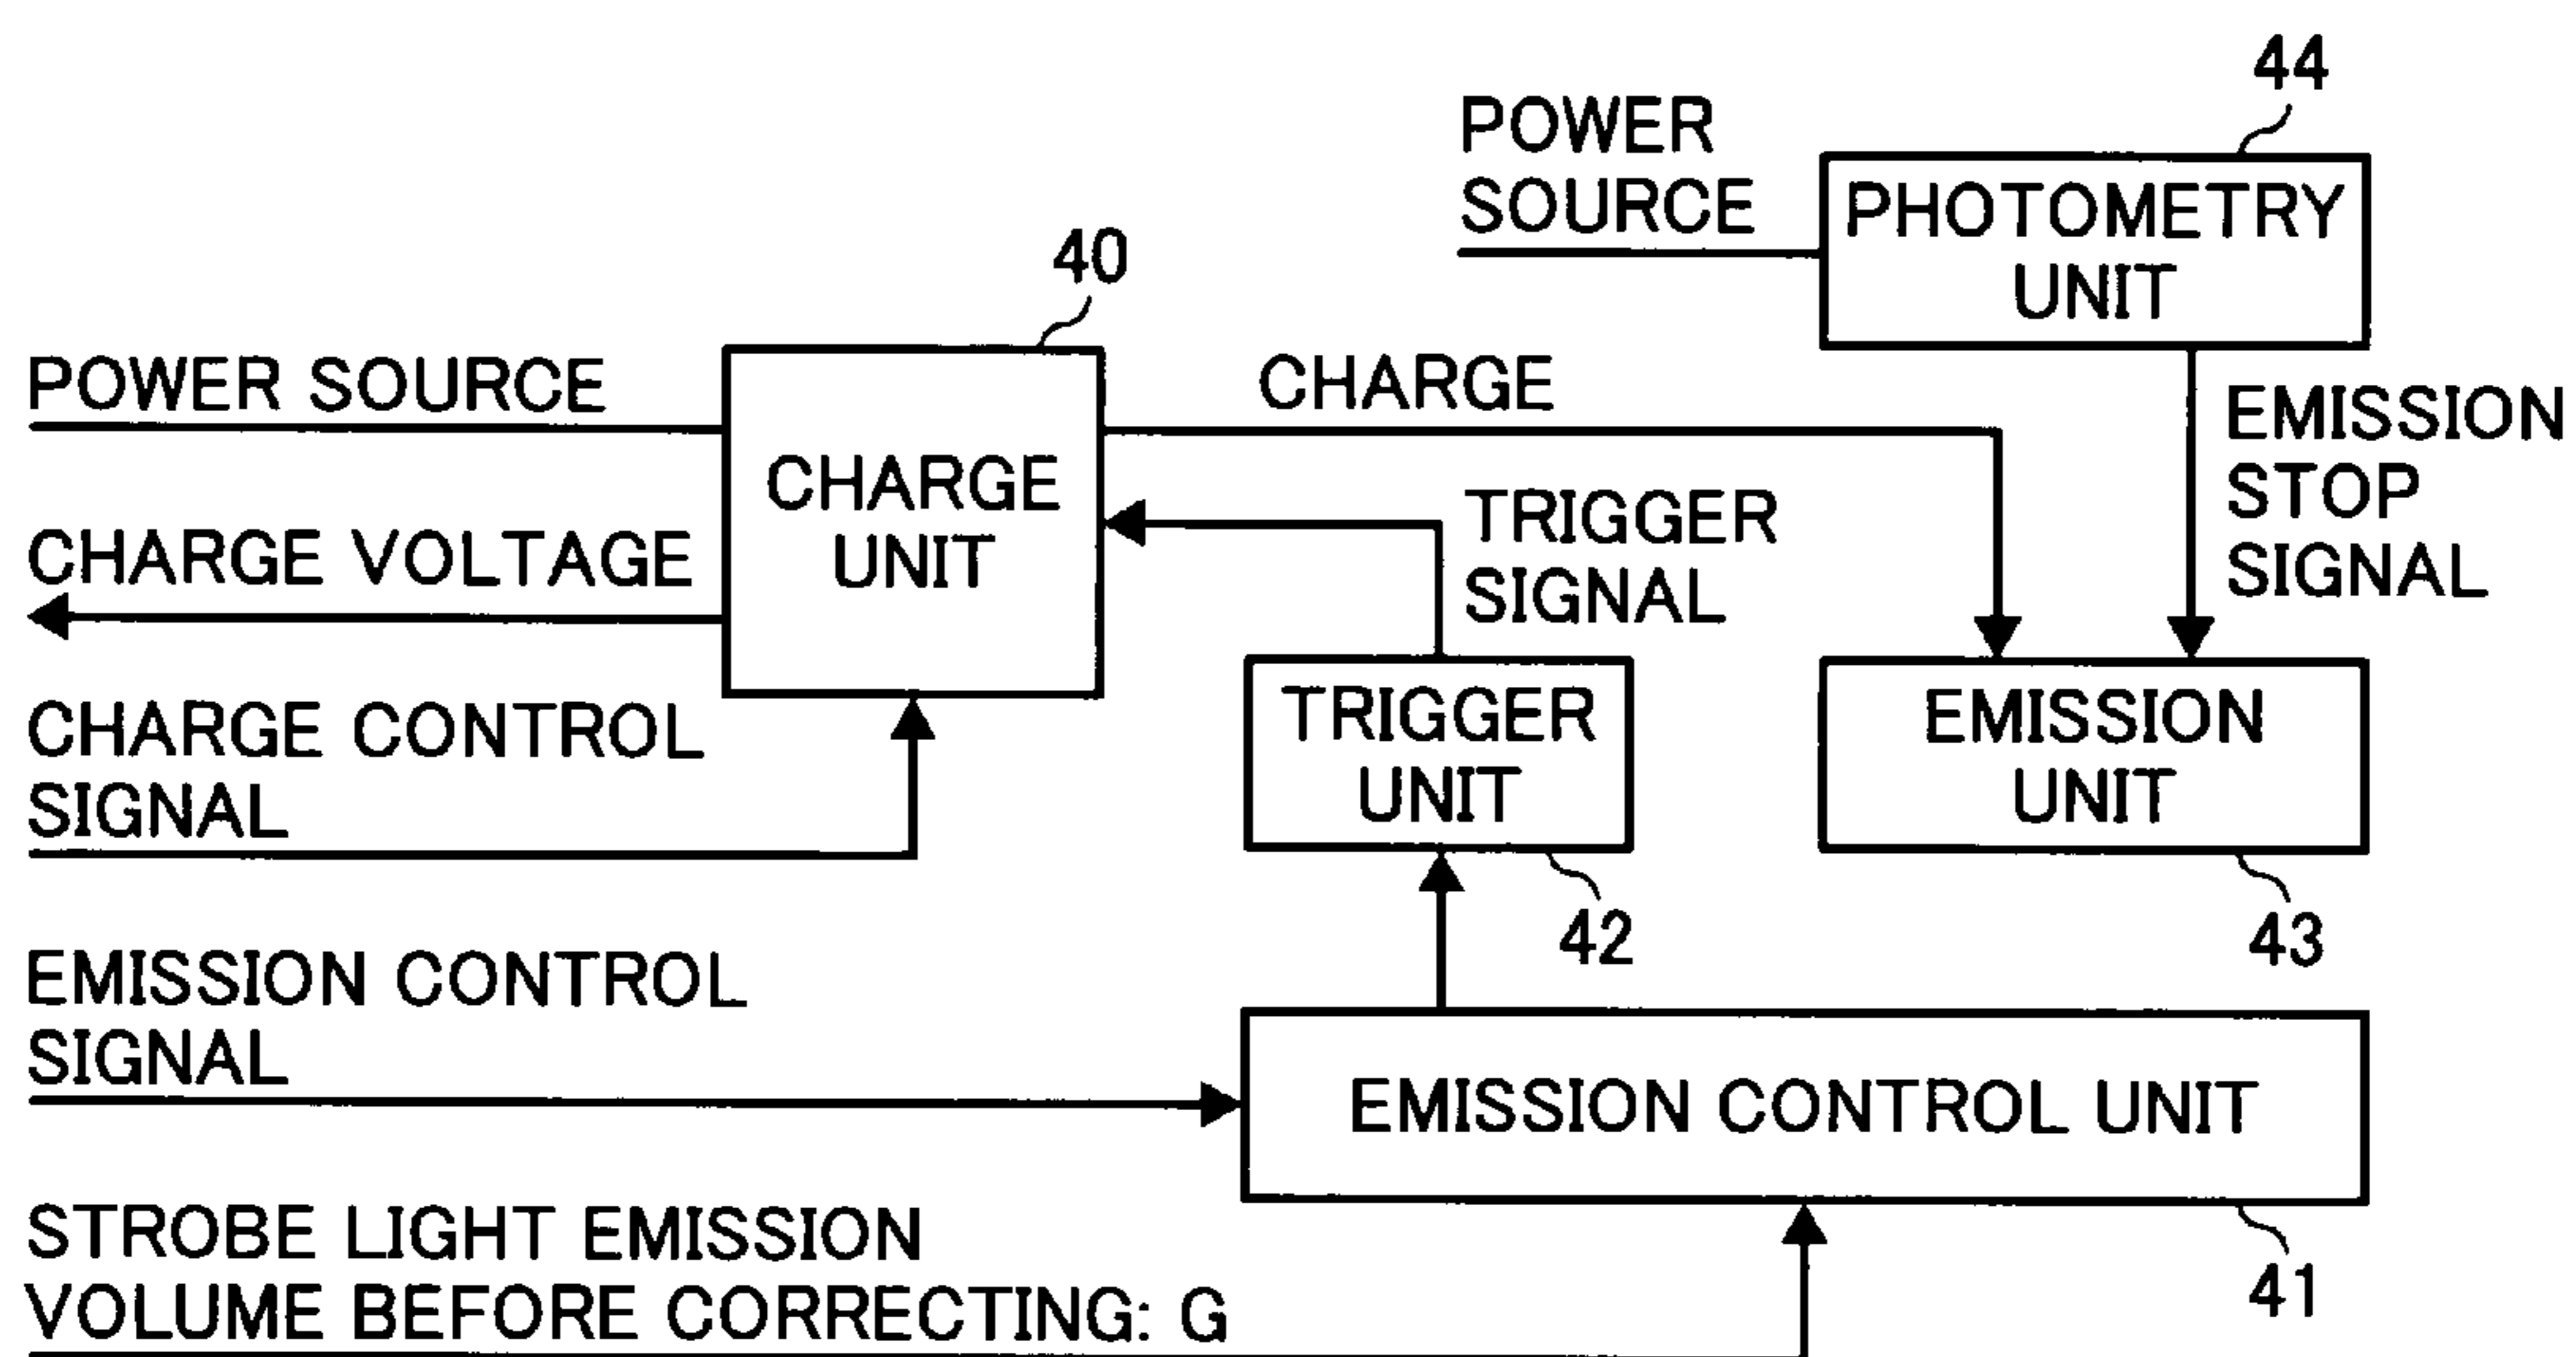 44
POWER
SOURCE
PHOTOMETRY
UNIT
40
POWER SOURCE
CHARGE
UNIT
CHARGE
EMISSION
STOP
SIGNAL
CHARGE VOLTAGE
TRIGGER
SIGNAL
CHARGE CONTROL
SIGNAL
TRIGGER
UNIT
EMISSION
UNIT
42
43
EMISSION CONTROL
SIGNAL
EMISSION CONTROL UNIT
STROBE LIGHT EMISSION
VOLUME BEFORE CORRECTING: G
41